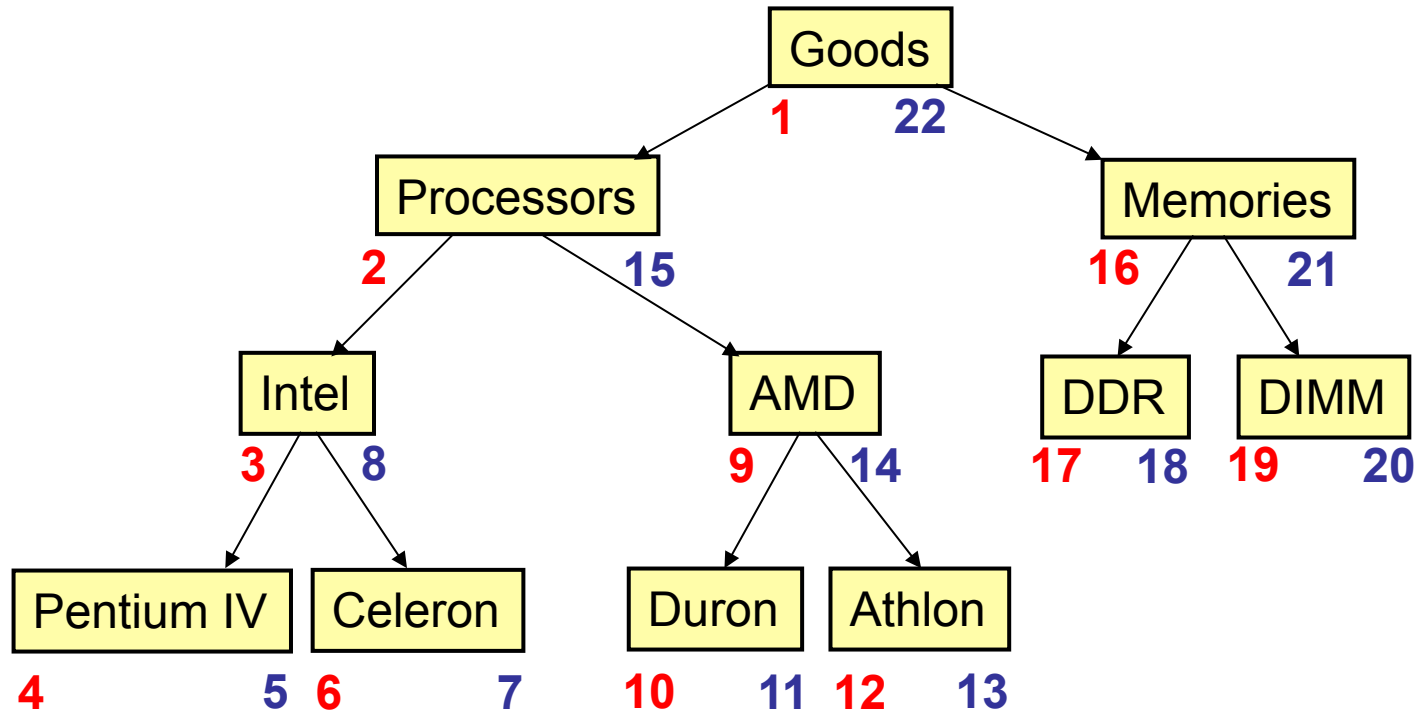 Goods
1 22
Processors Memories
2 15 16 21
Intel AMD DDR DIMM
3 8 9 14 17 18 19 20
Pentium IV Celeron Duron Athlon
4 5 6 7 10 11 12 13